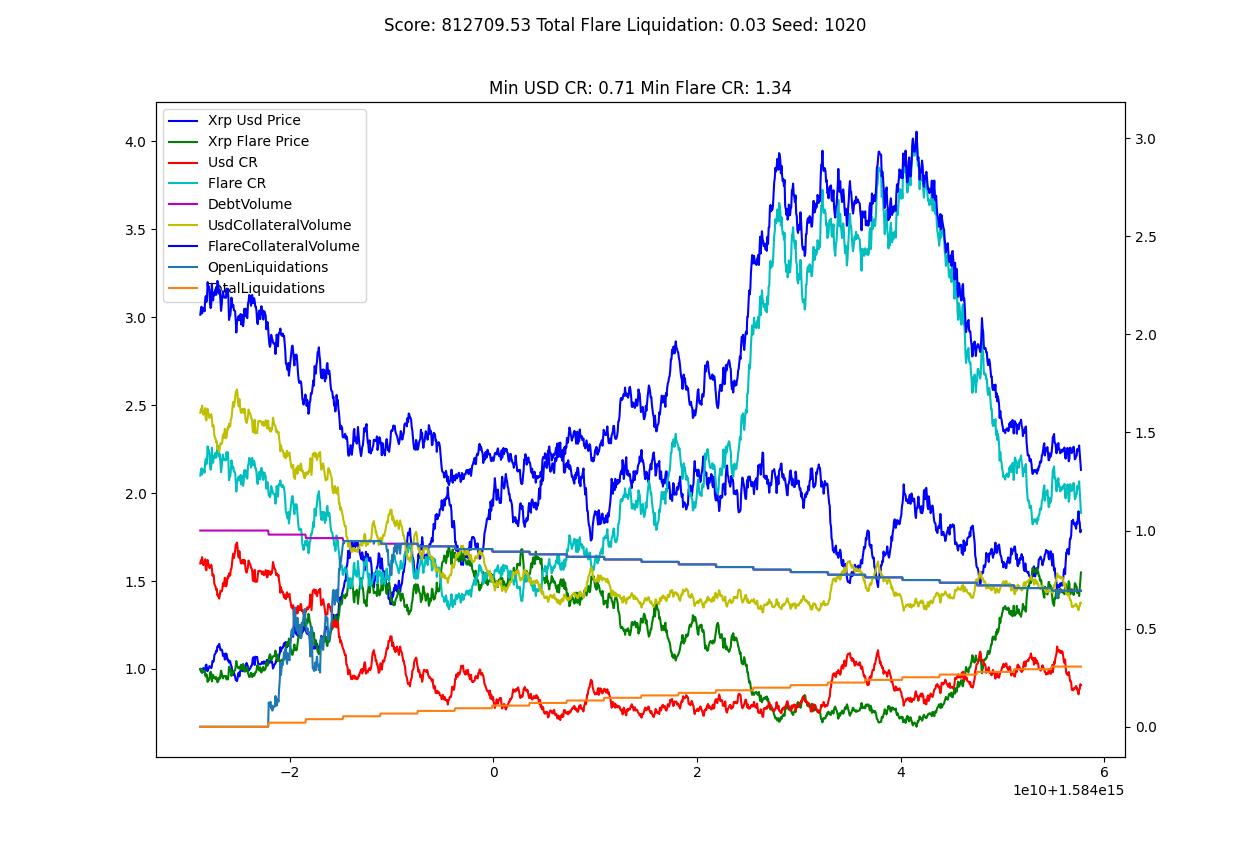 Score: 812709.53 Total Flare Liquidation: 0.03 Seed: 1020
Min USD CR: 0.71 Min Flare CR: 1.34
Xrp Usd Price
Xrp Flare Price
Usd CR
Flare CR
DebtVolume
UsdCollateralVolume
FlareCollateralVolume
OpenLiquidations
TotalLiquidations
4.0
3.5
3.0
2.5
2.0
1.5
1.0
3.0
2.5
2.0
1.5
1.0
0.5
0.0
−2 0 2 4 6
1e10+1.584e15